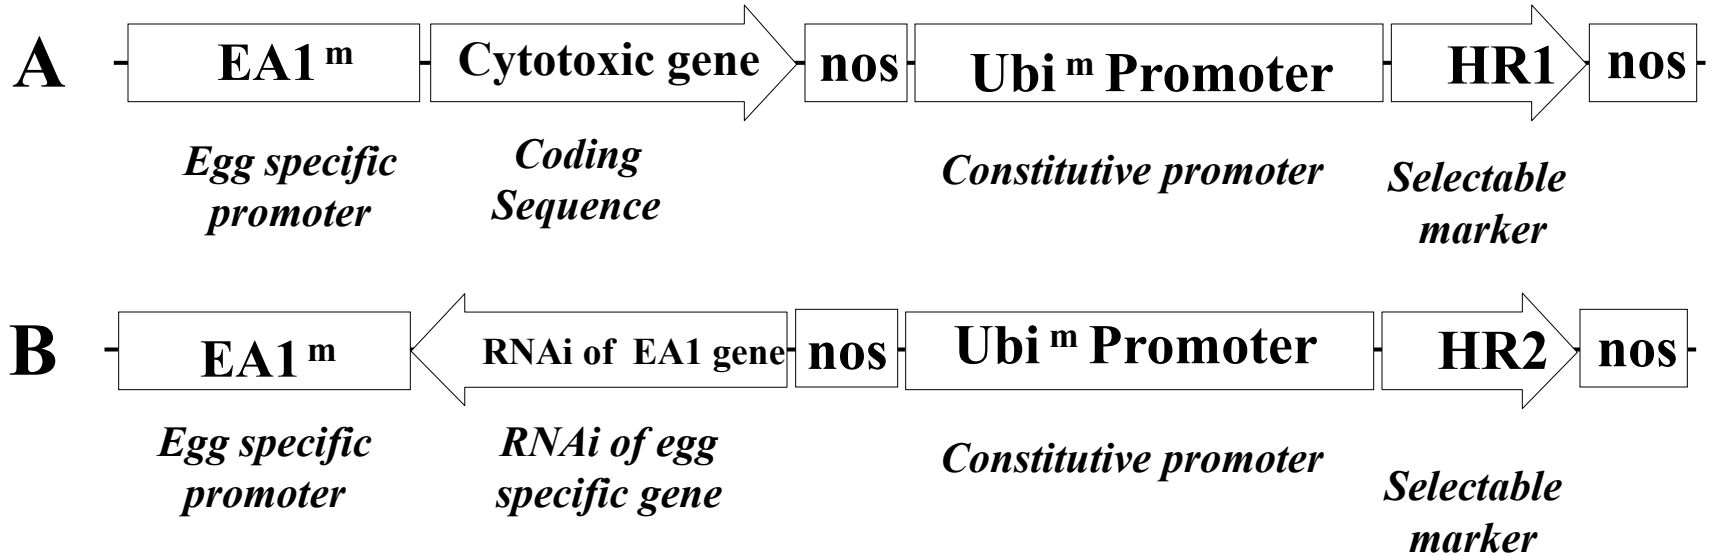 A EA1 m Cytotoxic gene nos Ubi m Promoter HR1 nos
Egg specific
promoter
Coding
Sequence
Constitutive promoter
Selectable
marker
B EA1 m RNAi of EA1 gene nos Ubi m Promoter HR2 nos
Egg specific
promoter
RNAi of egg
specific gene
Constitutive promoter
Selectable
marker